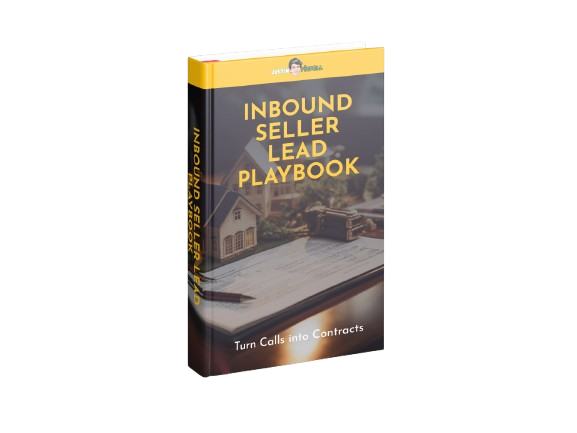 INBOUND
SELLER
LEAD
PLAYBOOK
Turn Calls into Contracts
INBOUND SELLER LEAD
PLAYBOOK